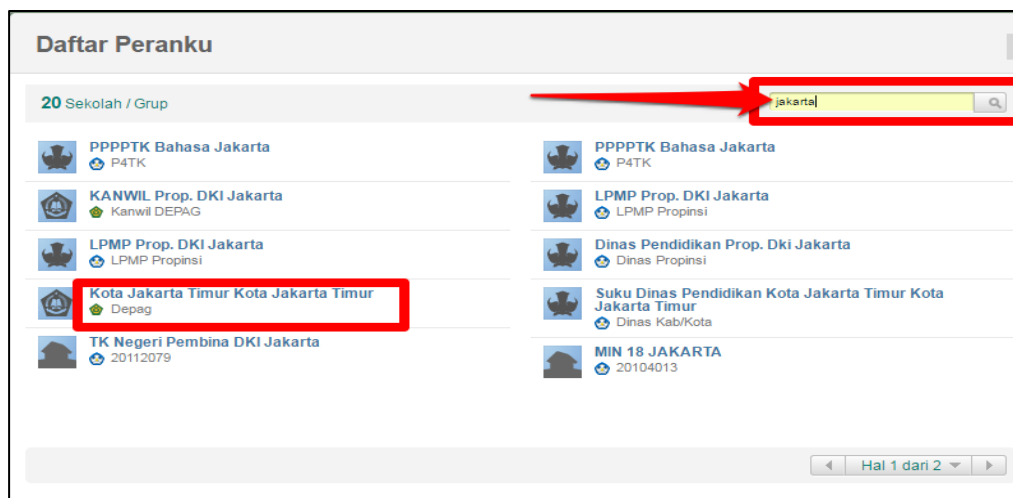 Daftar Peranku
20 Sekolah / Grup
jakarta
PPPPTK Bahasa Jakarta
P4TK
KANWIL Prop. DKI Jakarta
Kanwil DEPAG
LPMP Prop. DKI Jakarta
LPMP Propinsi
Kota Jakarta Timur Kota Jakarta Timur
Depag
TK Negeri Pembina DKI Jakarta
20112079
PPPPTK Bahasa Jakarta
P4TK
LPMP Prop. DKI Jakarta
LPMP Propinsi
Dinas Pendidikan Prop. Dki Jakarta
Dinas Propinsi
Suku Dinas Pendidikan Kota Jakarta Timur Kota
Jakarta Timur
Dinas Kab/Kota
MIN 18 JAKARTA
20104013
Hal 1 dari 2